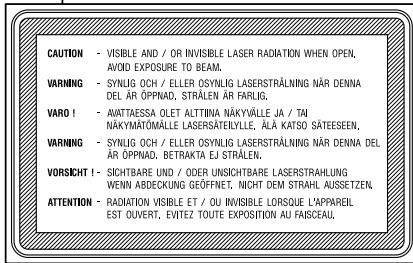 CAUTION - VISIBLE AND / OR INVISIBLE LASER RADIATION WHEN OPEN,
AVOID EXPOSURE TO BEAM.
VARNING - SYNLIG OCH / ELLER OSYNLIG LASERSTRÅLNING NÄR DENNA
DEL ÄR ÖPPNAD. STRÅLEN ÄR FARLIG.
VARO ! - AVATTAESSA OLET ALTTIINA NÄKYVÄLLE JA / TAI
NÄKYMÄTÖMÄLLE LASERSÄTEILYLLE. ÄLÄ KATSO SÄTEESEEN.
VARNING - SYNLIG OCH / ELLER OSYNLIG LASERSTRÅLNING NÄR DENNA DEL
ÄR ÖPPNAD. BETRAKTA EJ STRÅLEN.
VORSICHT ! - SICHTBARE UND / ODER UNSICHTBARE LASERSTRAHLUNG
WENN ABDECKUNG GEÖFFNET. NICHT DEM STRAHL AUSSETZEN.
ATTENTION - RADIATION VISIBLE ET / OU INVISIBLE LORSQUE L'APPAREIL
EST OUVERT. EVITEZ TOUTE EXPOSITION AU FAISCEAU.